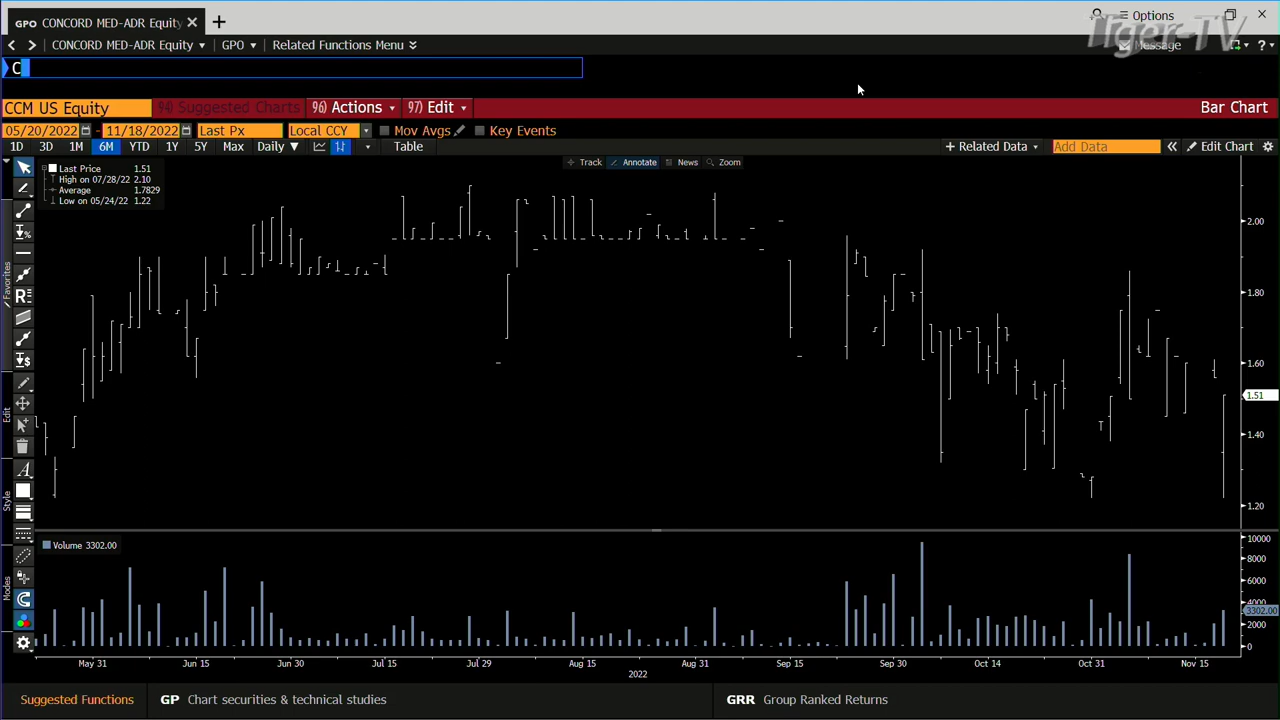 GPO CONCORD MED-ADR Equity
Options
Tiger-TV
CONCORD MED-ADR Equity GPO Related Functions Menu
Message
C
CCM US Equity 94) Suggested Charts 96) Actions 97) Edit Bar Chart
05/20/2022 - 11/18/2022 Last Px Local CCY Mov Avgs Key Events
1D 3D 1M 6M YTD 1Y 5Y Max Daily Table + Related Data Add Data Edit Chart
Track Annotate News Zoom
Last Price 1.51
High on 07/28/22 2.10
Average 1.7829
Low on 05/24/22 1.22
2.00
1.80
1.60
1.51
1.40
1.20
Favorites
Edit
Style
Modes
Volume 3302.00
10000
8000
6000
4000
3302.00
2000
0
May 31 Jun 15 Jun 30 Jul 15 Jul 29 Aug 15 Aug 31 Sep 15 Sep 30 Oct 14 Oct 31 Nov 15
2022
Suggested Functions GP Chart securities & technical studies GRR Group Ranked Returns